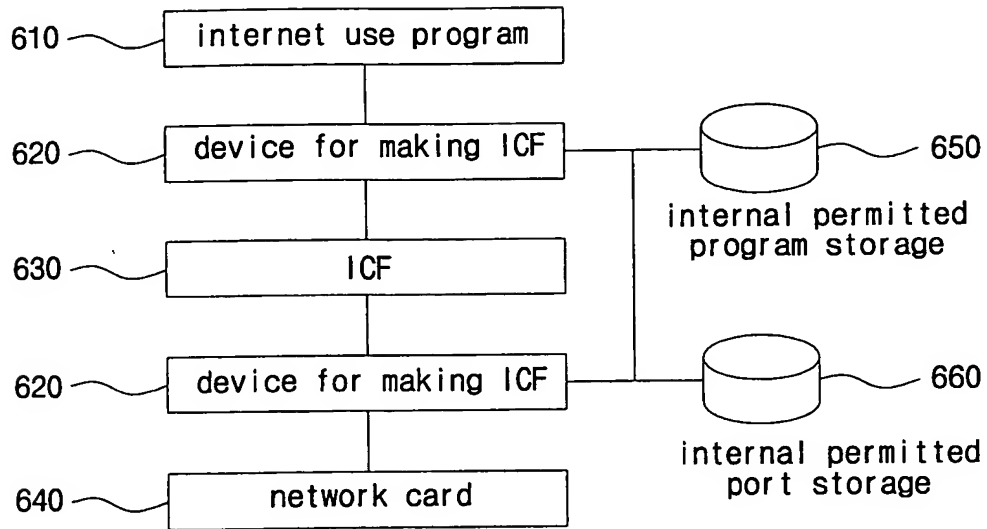 610
internet use program
620
device for making ICF
650
internal permitted
program storage
630
ICF
620
device for making ICF
660
internal permitted
port storage
640
network card